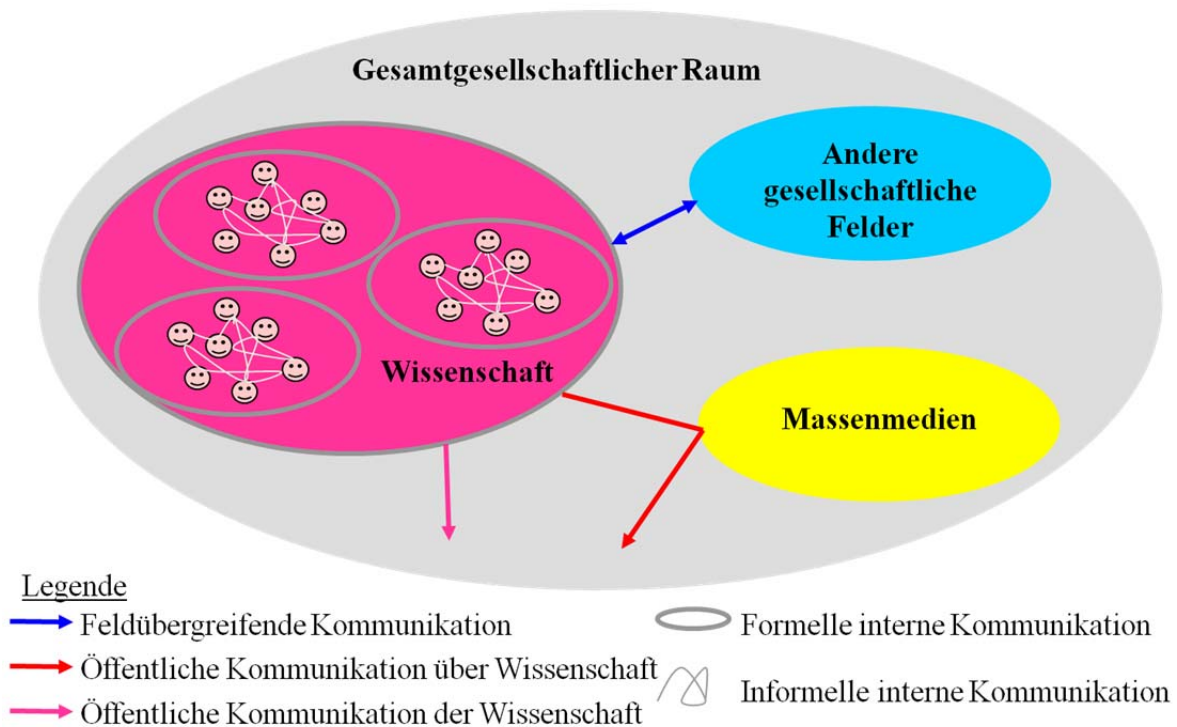 Gesamtgesellschaftlicher Raum
Andere
gesellschaftliche
Felder
Wissenschaft
Massenmedien
Legende
Feldübergreifende Kommunikation
Öffentliche Kommunikation über Wissenschaft
Öffentliche Kommunikation der Wissenschaft
Formelle interne Kommunikation
Informelle interne Kommunikation